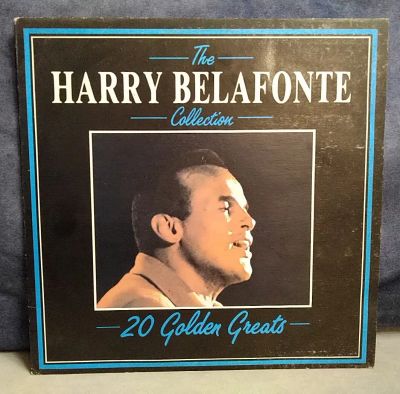 The
HARRY BELAFONTE
Collection
20 Golden Greats